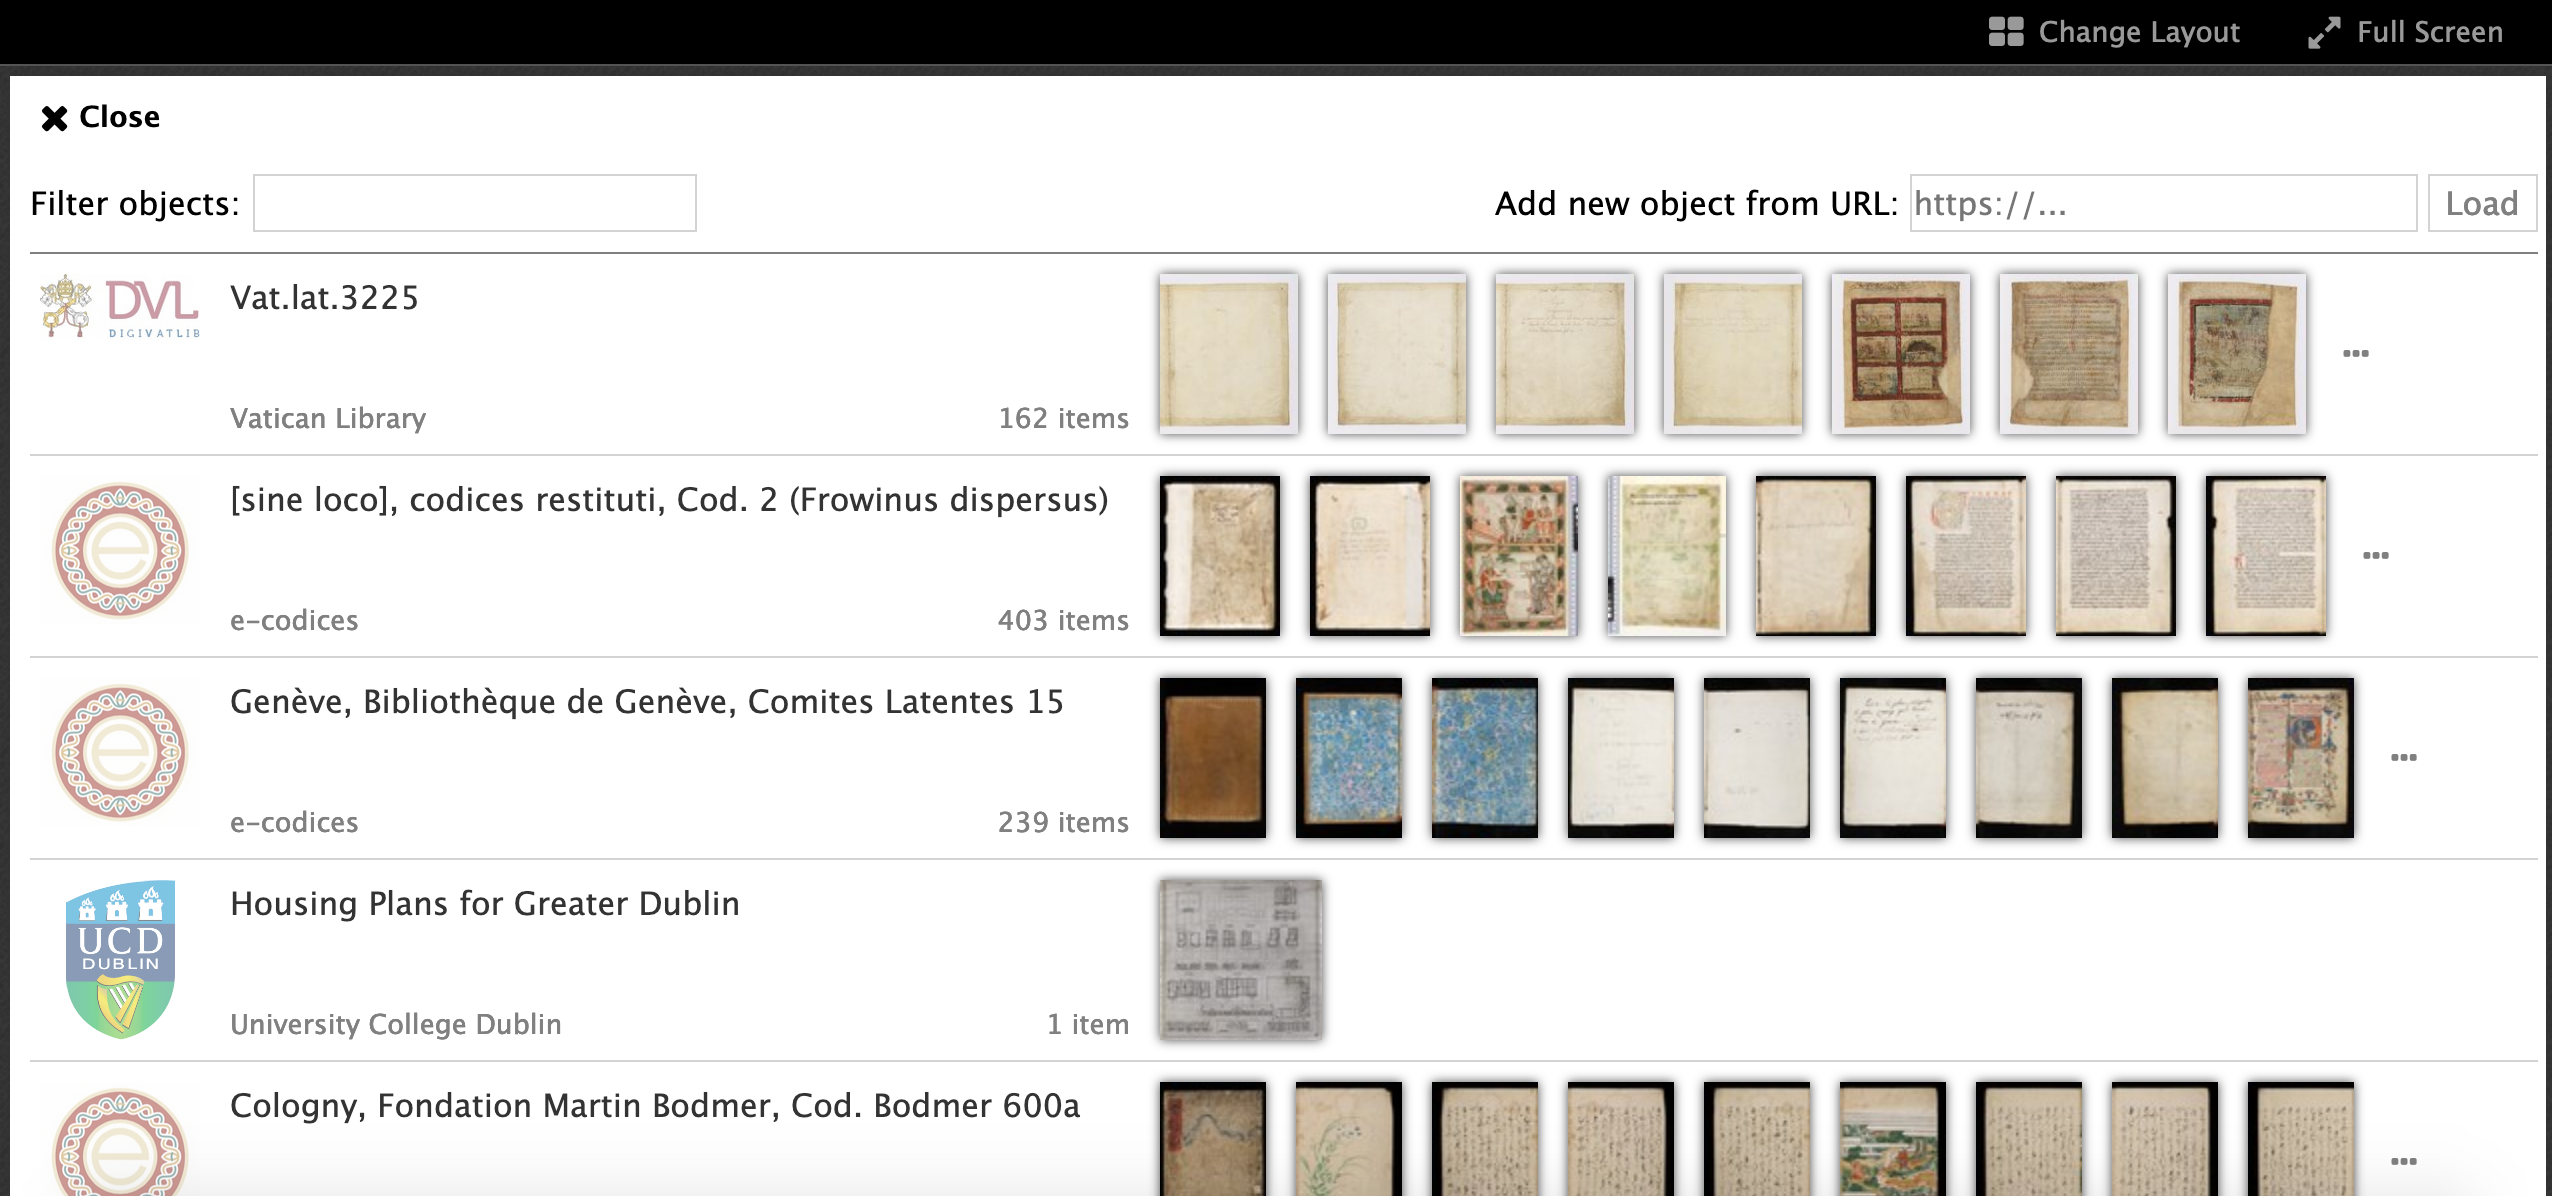 Change Layout Full Screen
Close
Filter objects: Add new object from URL: https://... Load
DVL
DIGIVATLIB
Vat.lat.3225
Vatican Library 162 items
[sine loco], codices restituti, Cod. 2 (Frowinus dispersus)
e
e-codices 403 items
Genève, Bibliothèque de Genève, Comites Latentes 15
e
e-codices 239 items
Housing Plans for Greater Dublin
UCD
DUBLIN
University College Dublin 1 item
Cologny, Fondation Martin Bodmer, Cod. Bodmer 600a
e